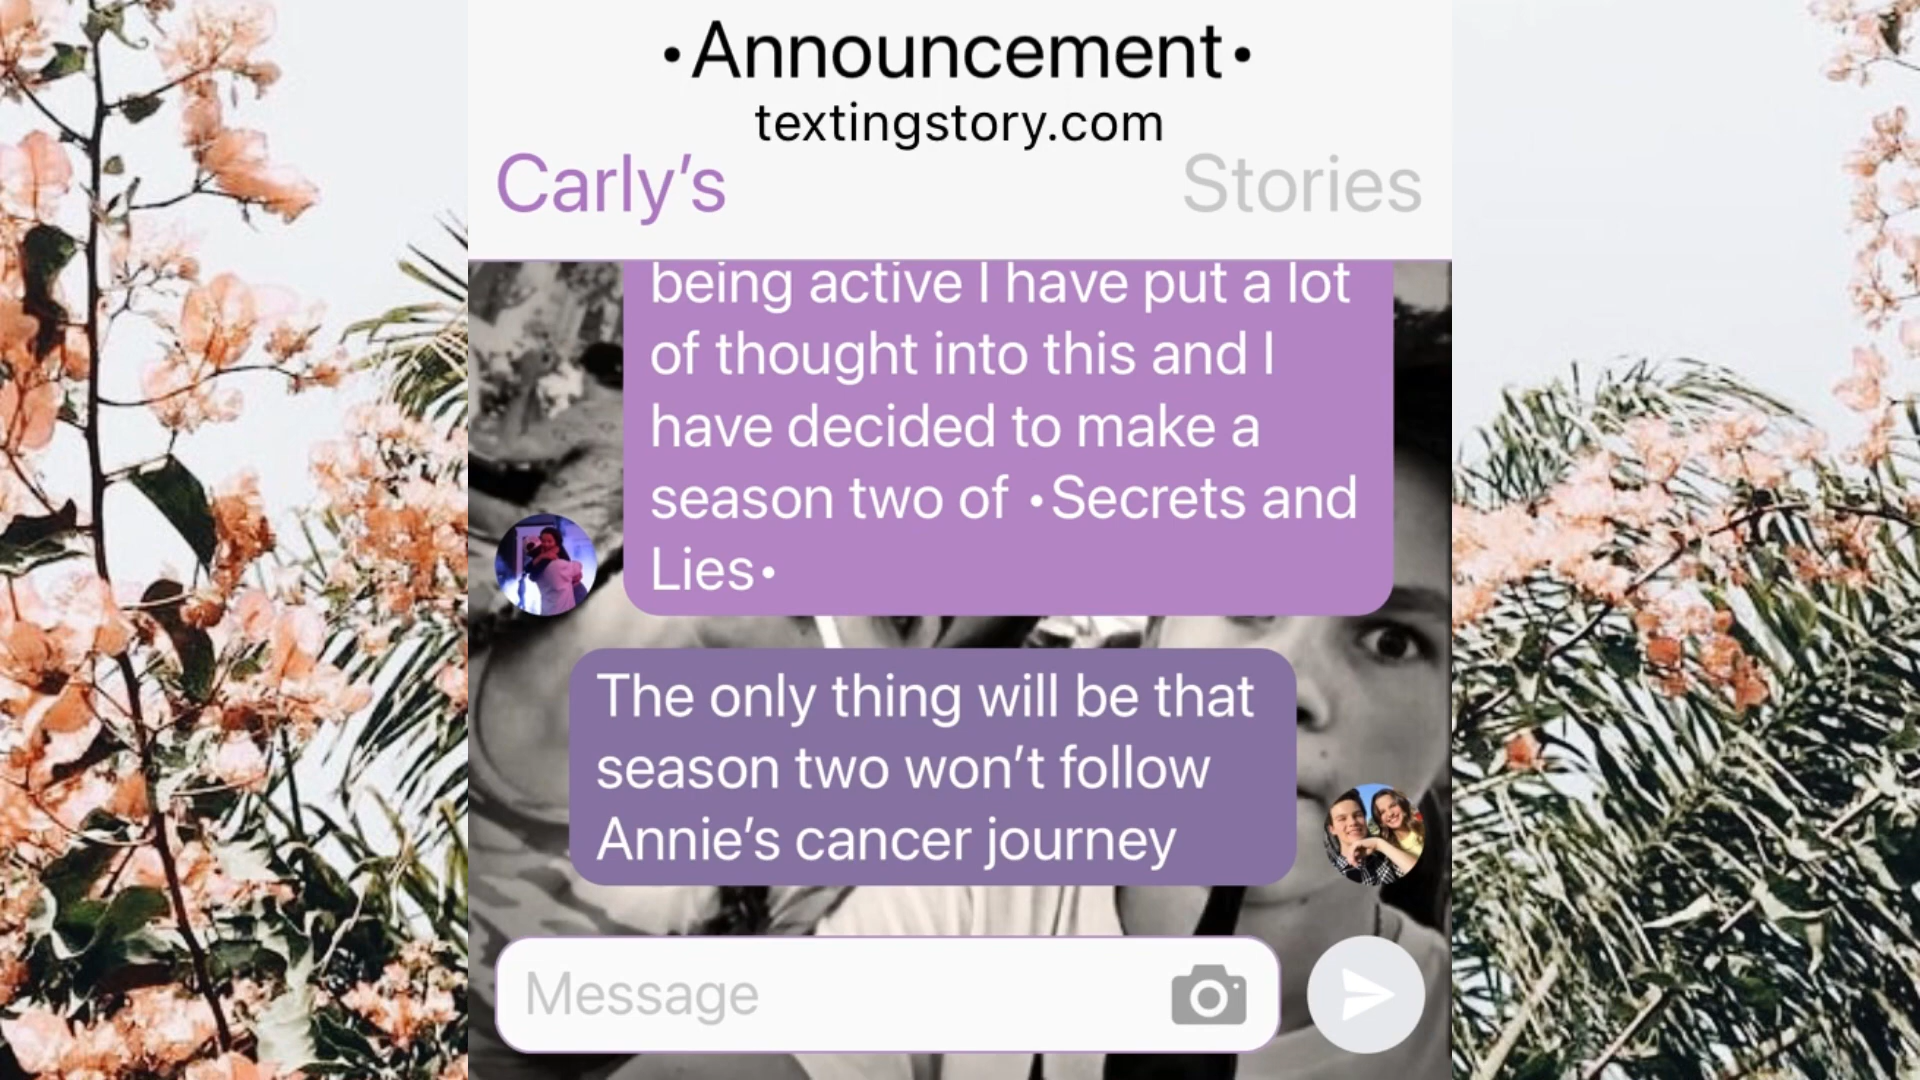 •Announcement•
textingstory.com
Carly’s
Stories
being active I have put a lot
of thought into this and I
have decided to make a
season two of •Secrets and
Lies•
The only thing will be that
season two won’t follow
Annie’s cancer journey
Message